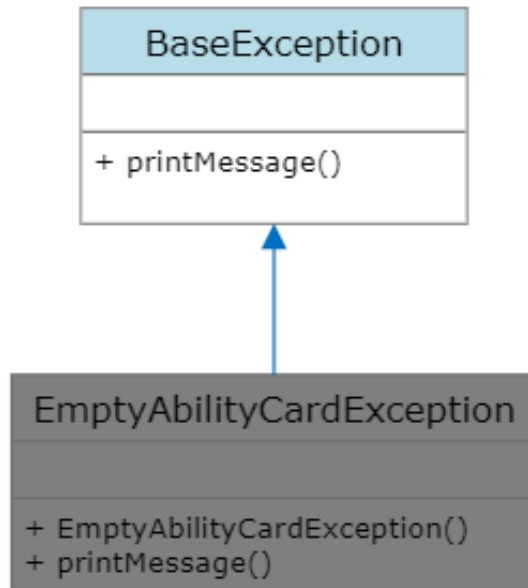 BaseException
+ printMessage()
EmptyAbilityCardException
+ EmptyAbilityCardException()
+ printMessage()